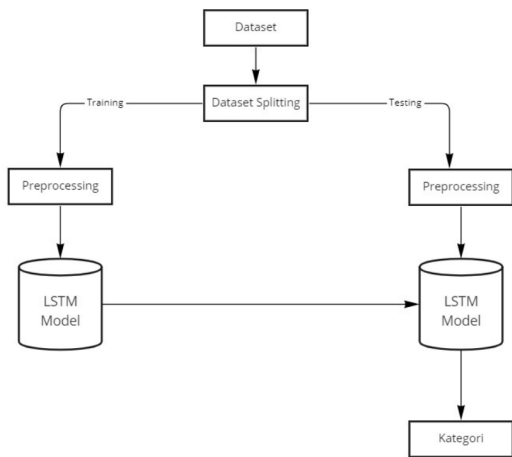 Dataset
Training
Dataset Splitting
Testing
Preprocessing
Preprocessing
LSTM
Model
LSTM
Model
Kategori